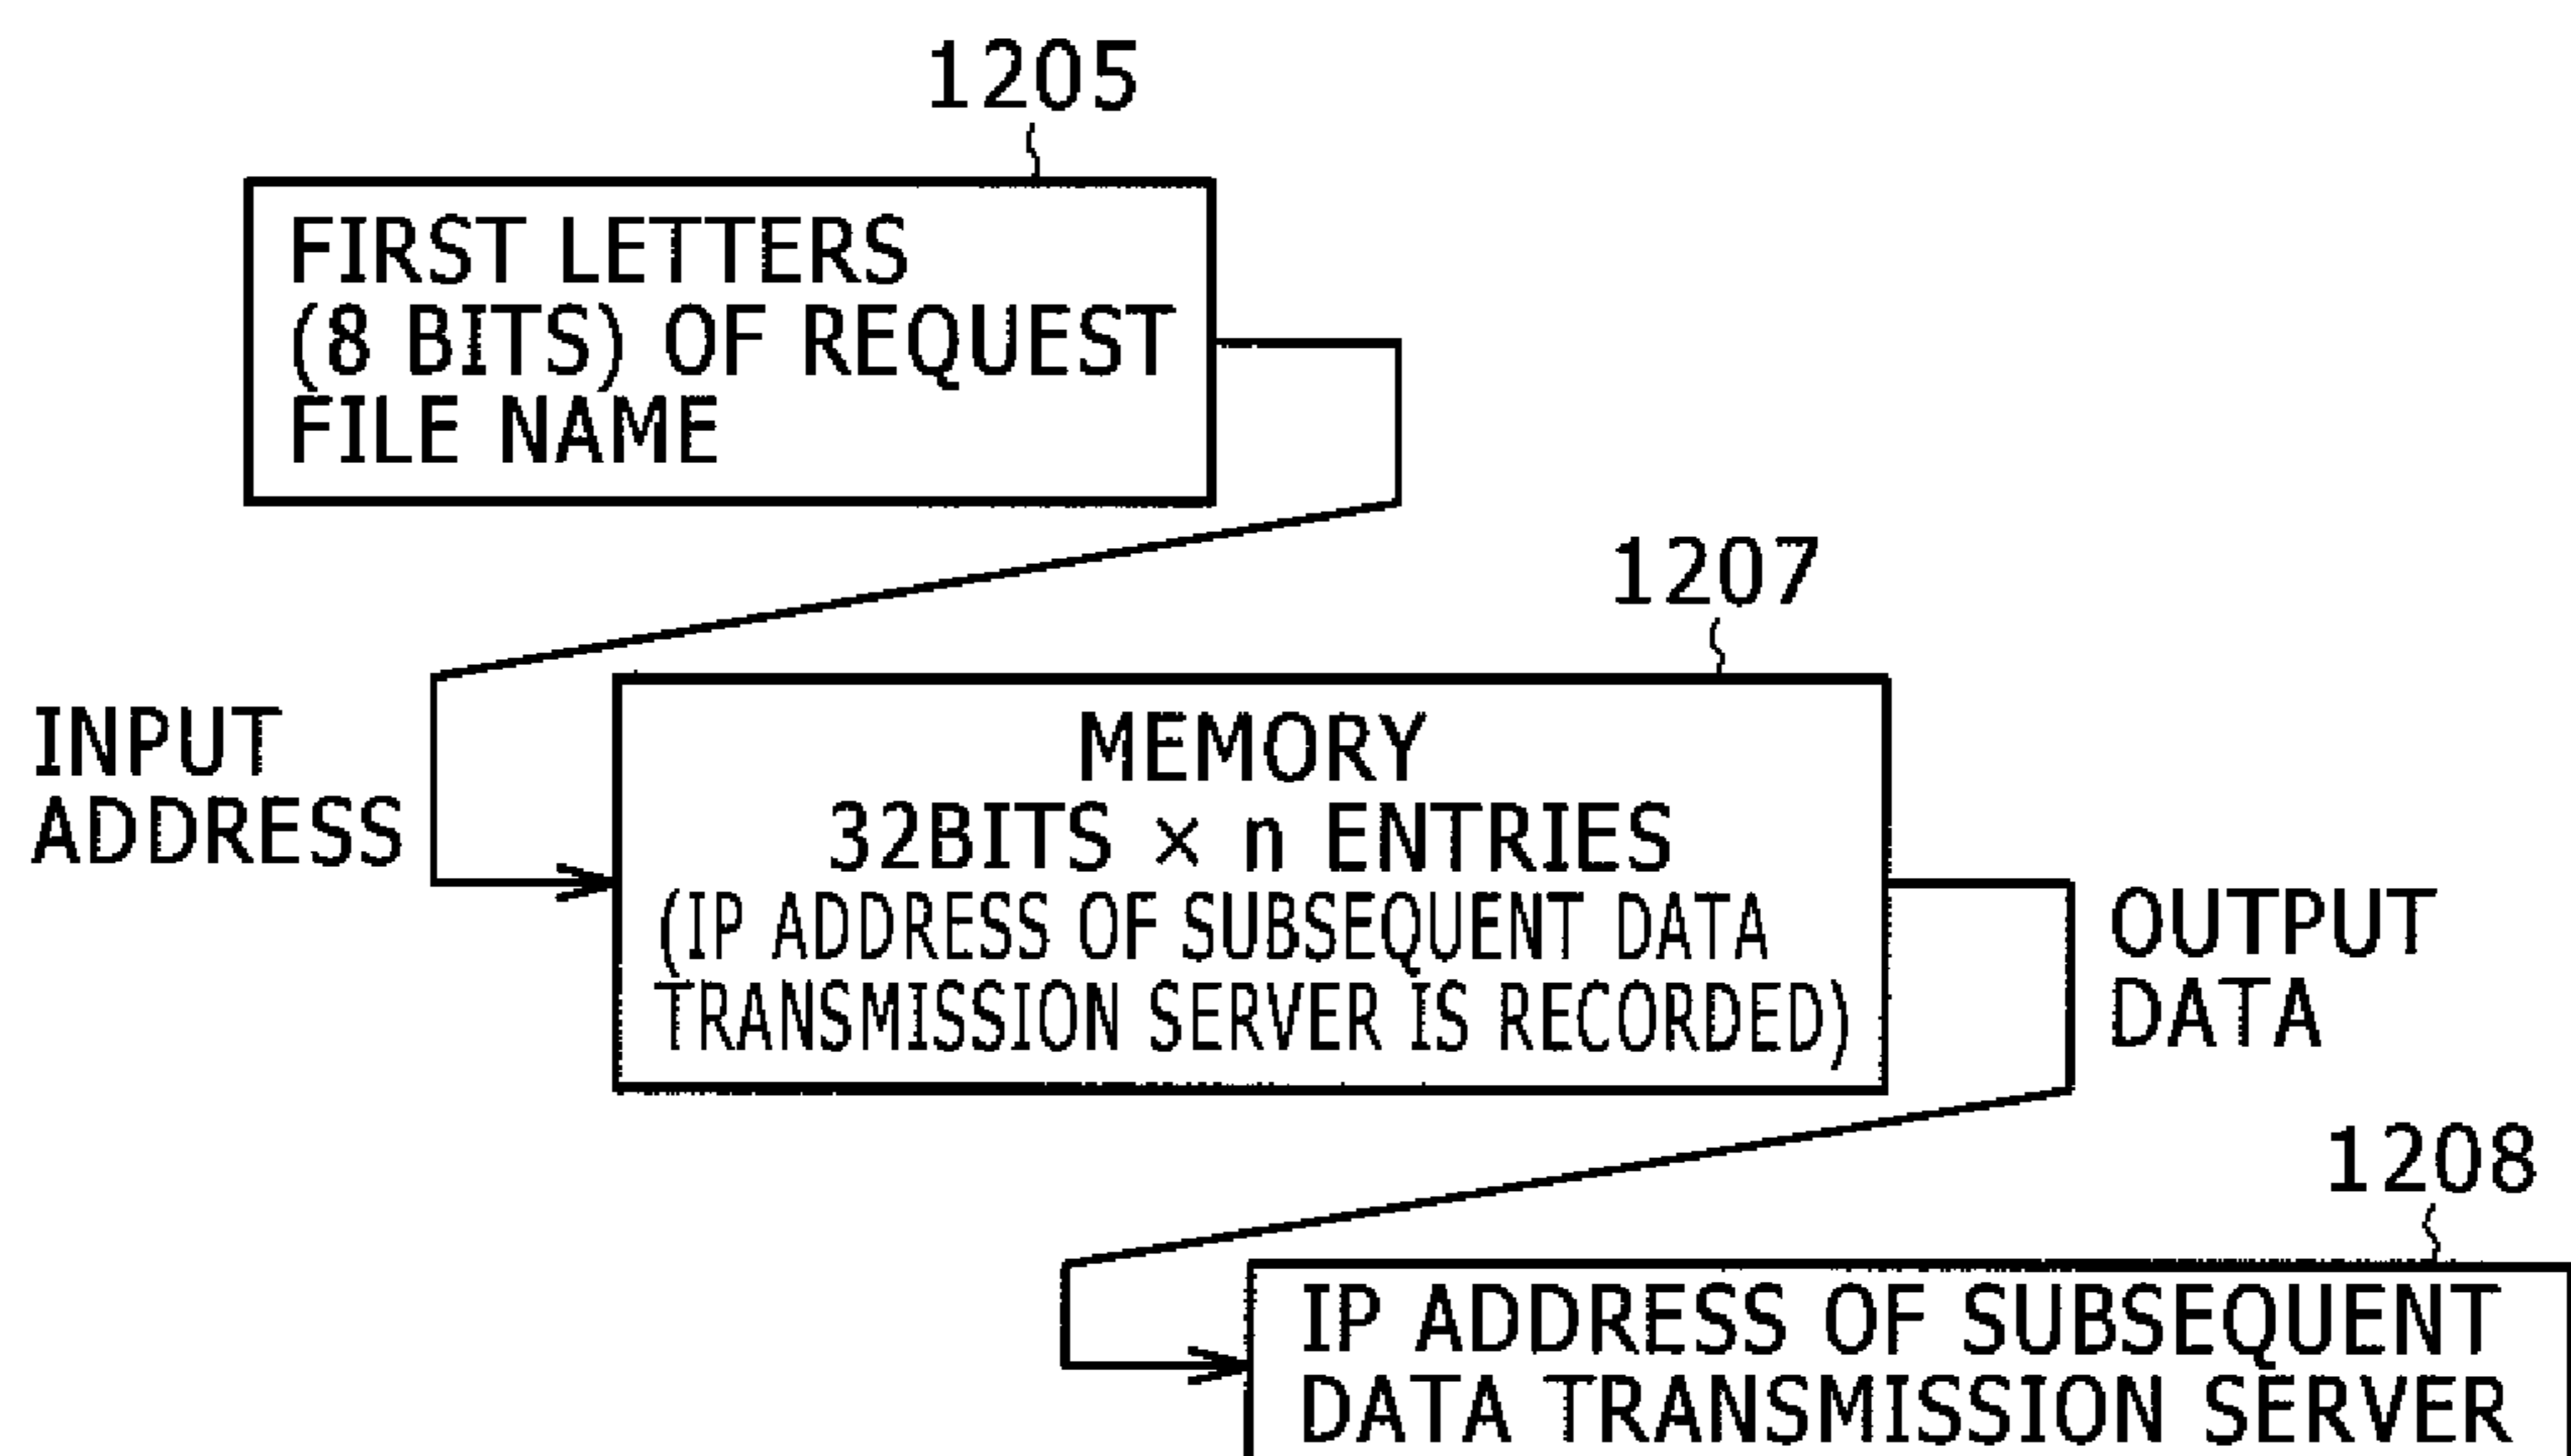 1205
FIRST LETTERS
(8 BITS) OF REQUEST
FILE NAME
1207
INPUT
ADDRESS
MEMORY
32BITS × n ENTRIES
(IP ADDRESS OF SUBSEQUENT DATA
TRANSMISSION SERVER IS RECORDED)
OUTPUT
DATA
1208
IP ADDRESS OF SUBSEQUENT
DATA TRANSMISSION SERVER